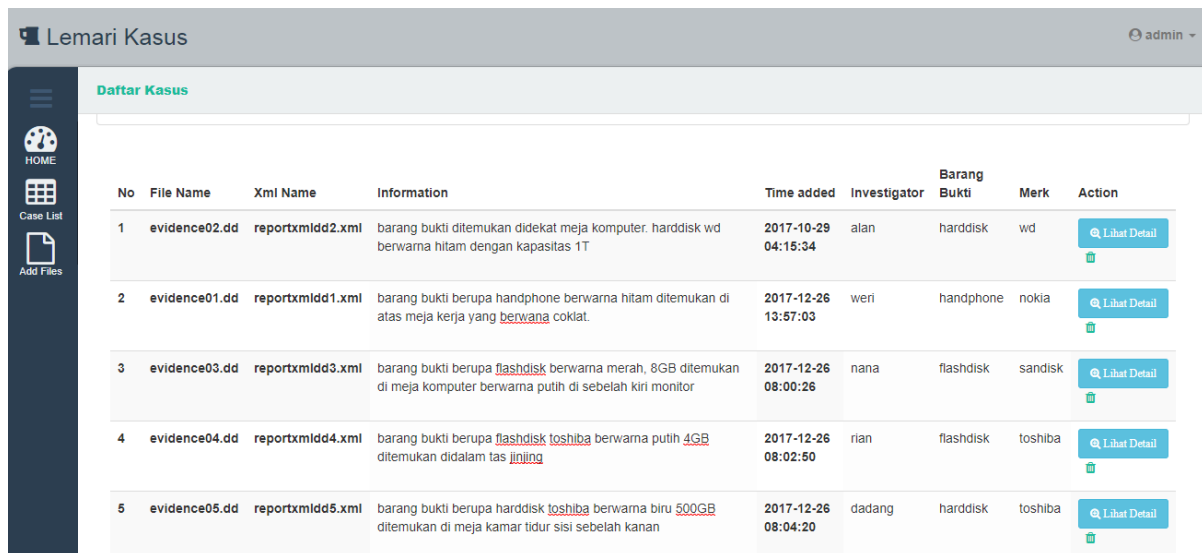 Lemari Kasus
admin
Daftar Kasus
HOME
Case List
Add Files
No File Name Xml Name Information Time added Investigator Barang Bukti Merk Action
1 evidence02.dd reportxmldd2.xml barang bukti ditemukan didekat meja komputer. harddisk wd 2017-10-29 alan harddisk wd Lihat Detail
berwarna hitam dengan kapasitas 1T 04:15:34
2 evidence01.dd reportxmldd1.xml barang bukti berupa handphone berwarna hitam ditemukan di 2017-12-26 weri handphone nokia Lihat Detail
atas meja kerja yang berwana coklat. 13:57:03
3 evidence03.dd reportxmldd3.xml barang bukti berupa flashdisk berwarna merah, 8GB ditemukan 2017-12-26 nana flashdisk sandisk Lihat Detail
di meja komputer berwarna putih di sebelah kiri monitor 08:00:26
4 evidence04.dd reportxmldd4.xml barang bukti berupa flashdisk toshiba berwarna putih 4GB 2017-12-26 rian flashdisk toshiba Lihat Detail
ditemukan didalam tas jinjing 08:02:50
5 evidence05.dd reportxmldd5.xml barang bukti berupa harddisk toshiba berwarna biru 500GB 2017-12-26 dadang harddisk toshiba Lihat Detail
ditemukan di meja kamar tidur sisi sebelah kanan 08:04:20